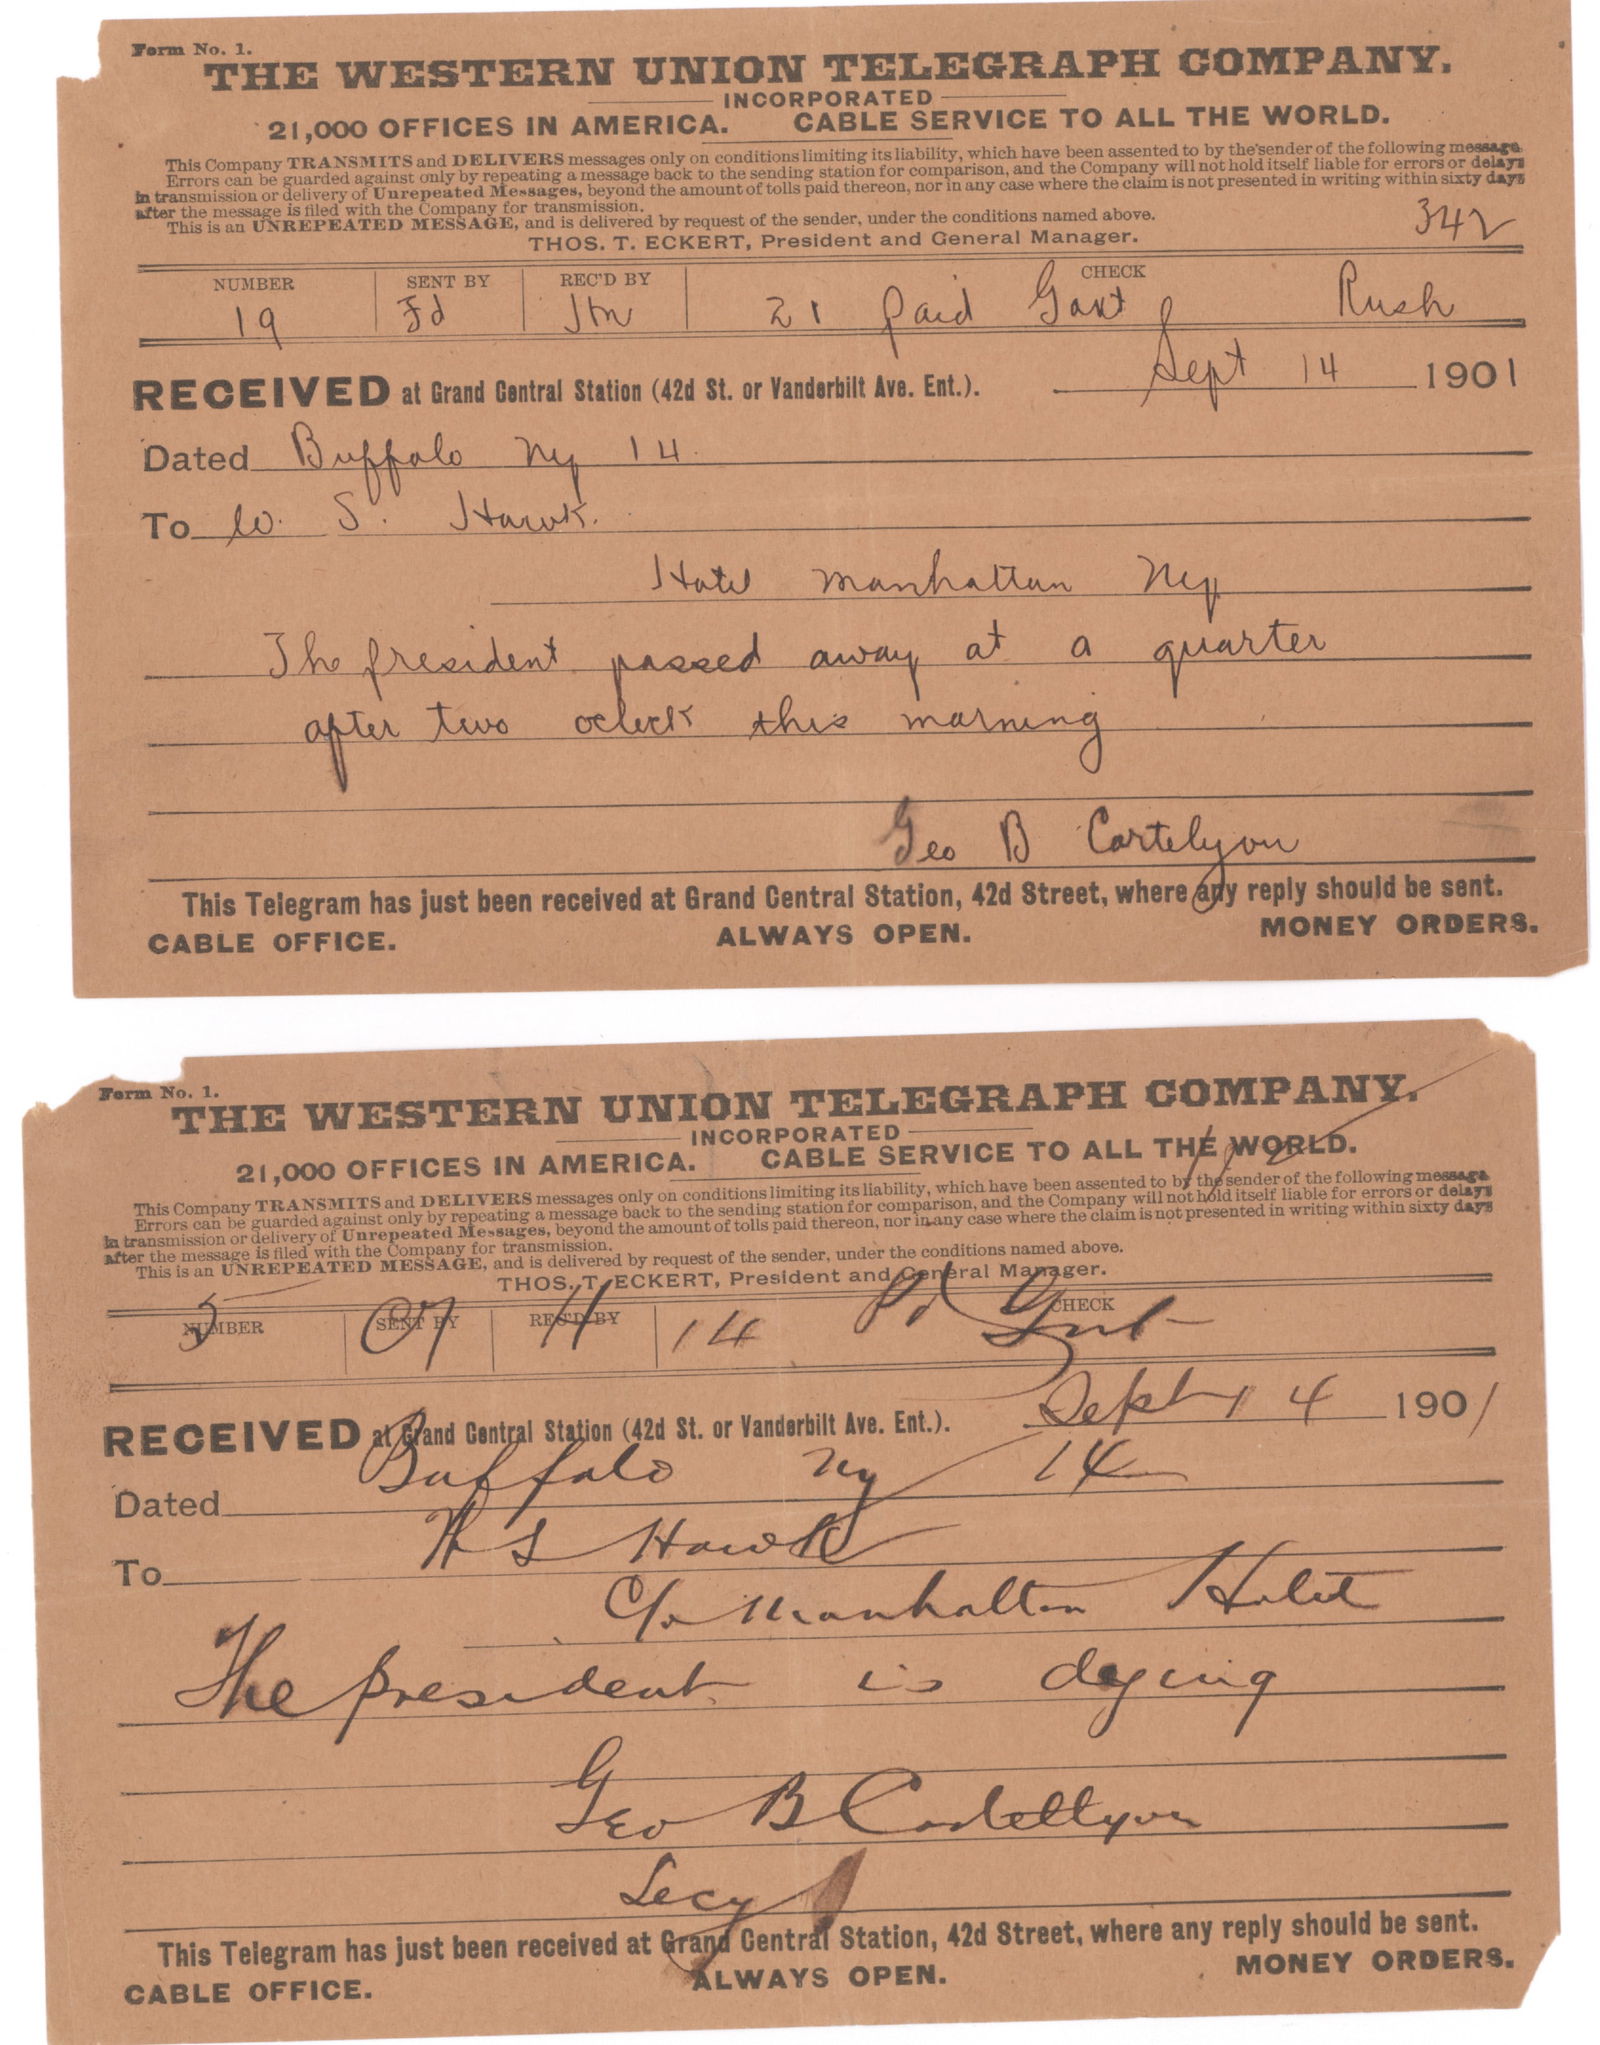 Form No. 1.
THE WESTERN UNION TELEGRAPH COMPANY.
INCORPORATED
21,000 OFFICES IN AMERICA. CABLE SERVICE TO ALL THE WORLD.
This Company TRANSMITS and DELIVERS messages only on conditions limiting its liability, which have been assented to by the sender of the following message.
Errors can be guarded against only by repeating a message back to the sending station for comparison, and the Company will not hold itself liable for errors or delays
in transmission or delivery of Unrepeated Messages, beyond the amount of tolls paid thereon, nor in any case where the claim is not presented in writing within sixty days
after the message is filed with the Company for transmission.
This is an UNREPEATED MESSAGE, and is delivered by request of the sender, under the conditions named above.
342
THOS. T. ECKERT, President and General Manager.
NUMBER SENT BY REC'D BY CHECK
19 Fd 21 Paid Govt Rush
RECEIVED at Grand Central Station (42d St. or Vanderbilt Ave. Ent.). Sept 14 1901
Dated Buffalo Ny 14
To W. S. Hawk.
Hotel Manhattan Ny
The president passed away at a quarter
after two oclock this morning
Geo B Cortelyou
This Telegram has just been received at Grand Central Station, 42d Street, where any reply should be sent.
CABLE OFFICE. ALWAYS OPEN. MONEY ORDERS.
Form No. 1.
THE WESTERN UNION TELEGRAPH COMPANY.
INCORPORATED
21,000 OFFICES IN AMERICA. CABLE SERVICE TO ALL THE WORLD.
This Company TRANSMITS and DELIVERS messages only on conditions limiting its liability, which have been assented to by the sender of the following message.
Errors can be guarded against only by repeating a message back to the sending station for comparison, and the Company will not hold itself liable for errors or delays
in transmission or delivery of Unrepeated Messages, beyond the amount of tolls paid thereon, nor in any case where the claim is not presented in writing within sixty days
after the message is filed with the Company for transmission.
This is an UNREPEATED MESSAGE, and is delivered by request of the sender, under the conditions named above.
THOS. T. ECKERT, President and General Manager.
NUMBER SENT BY REC'D BY CHECK
5 H 14 Pd Govt
RECEIVED at Grand Central Station (42d St. or Vanderbilt Ave. Ent.). Sept 14 1901
Dated Buffalo Ny 14
To W S Hawk
C/o Manhattan Hotel
The president is dying
Geo B Cortellyou
Secy
This Telegram has just been received at Grand Central Station, 42d Street, where any reply should be sent.
CABLE OFFICE. ALWAYS OPEN. MONEY ORDERS.